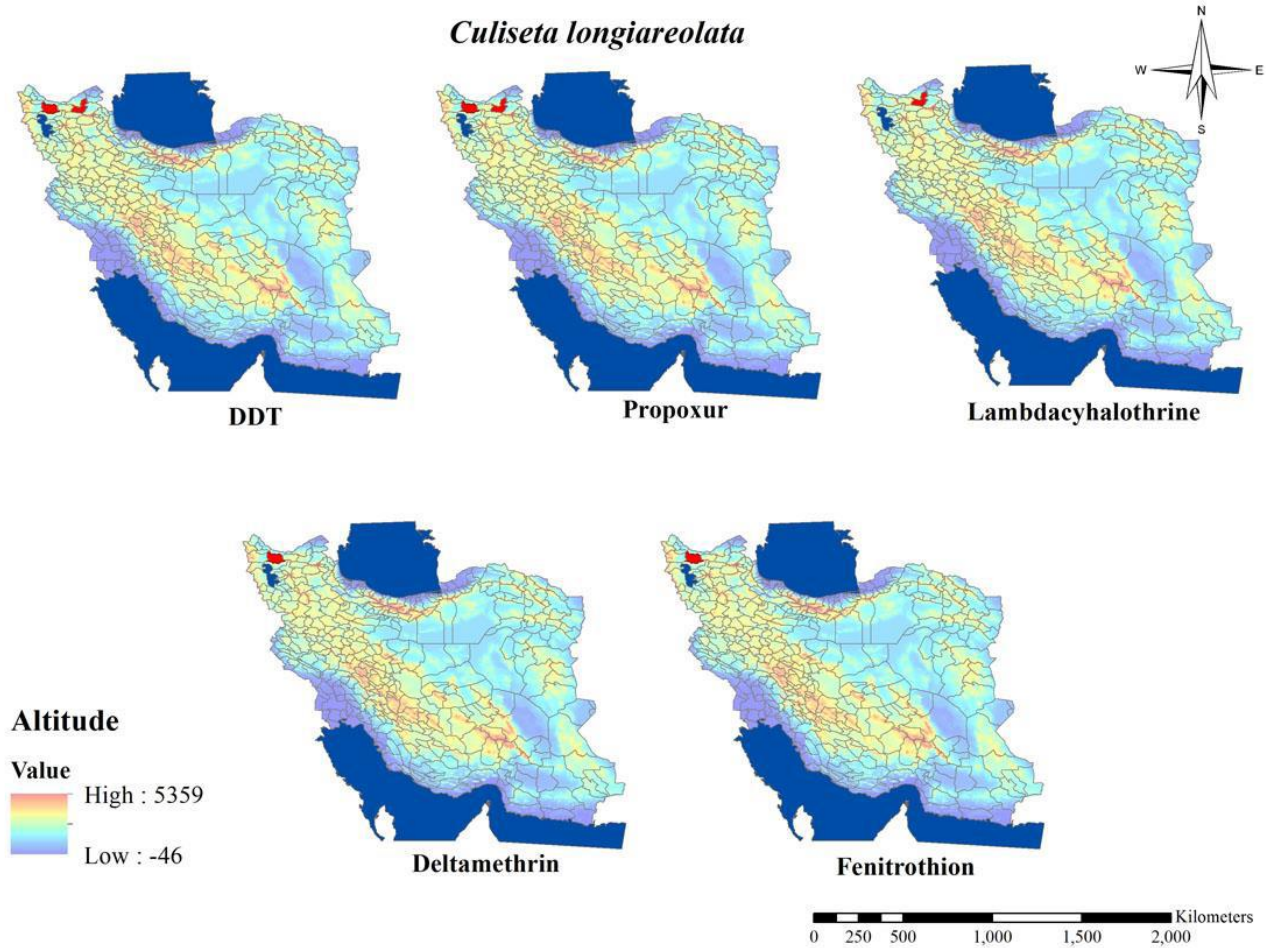 Culiseta longiareolata
N
W
E
S
DDT
Propoxur
Lambdacyhalothrine
Deltamethrin
Fenitrothion
Altitude
Value
High : 5359
Low : -46
Kilometers
0 250 500 1,000 1,500 2,000